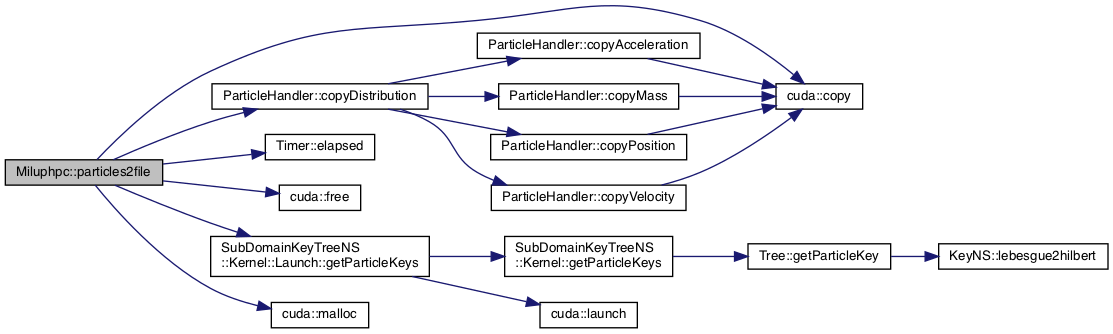 Miluphpc::particles2file
ParticleHandler::copyDistribution
Timer::elapsed
cuda::free
SubDomainKeyTreeNS
::Kernel::Launch::getParticleKeys
cuda::malloc
ParticleHandler::copyAcceleration
ParticleHandler::copyMass
ParticleHandler::copyPosition
ParticleHandler::copyVelocity
SubDomainKeyTreeNS
::Kernel::getParticleKeys
cuda::launch
cuda::copy
Tree::getParticleKey
KeyNS::lebesgue2hilbert